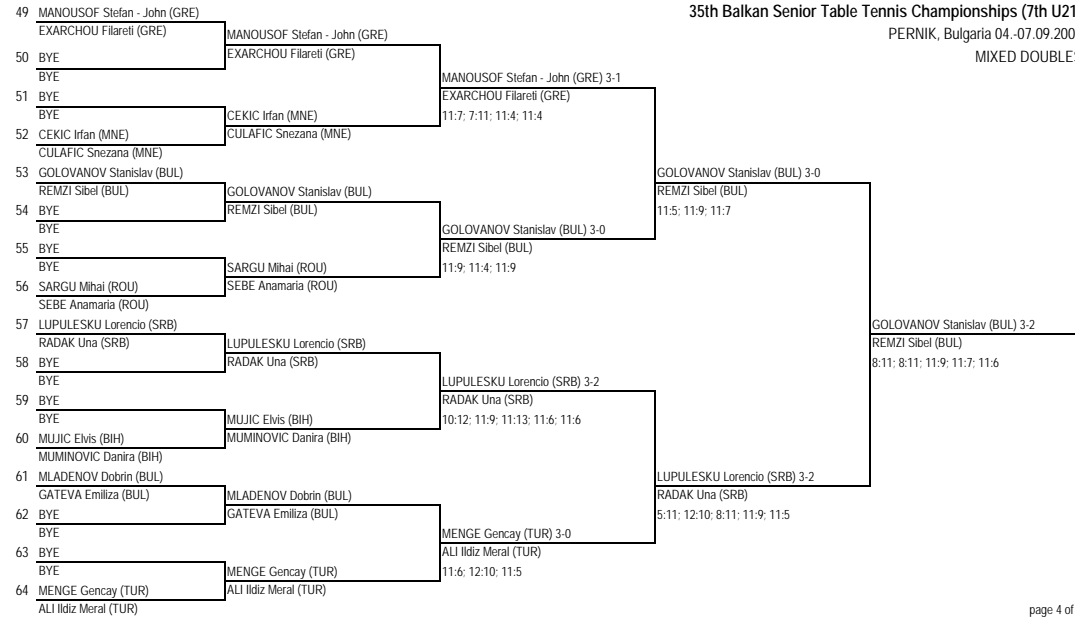 35th Balkan Senior Table Tennis Championships (7th U21
PERNIK, Bulgaria 04.-07.09.200
MIXED DOUBLE
49 MANOUSOF Stefan - John (GRE)
EXARCHOU Filareti (GRE)
50 BYE
BYE
51 BYE
BYE
52 CEKIC Irfan (MNE)
CULAFIC Snezana (MNE)
53 GOLOVANOV Stanislav (BUL)
REMZI Sibel (BUL)
54 BYE
BYE
55 BYE
BYE
56 SARGU Mihai (ROU)
SEBE Anamaria (ROU)
57 LUPULESKU Lorencio (SRB)
RADAK Una (SRB)
58 BYE
BYE
59 BYE
BYE
60 MUJIC Elvis (BIH)
MUMINOVIC Danira (BIH)
61 MLADENOV Dobrin (BUL)
GATEVA Emiliza (BUL)
62 BYE
BYE
63 BYE
BYE
64 MENGE Gencay (TUR)
ALI Ildiz Meral (TUR)
MANOUSOF Stefan - John (GRE)
EXARCHOU Filareti (GRE)
CEKIC Irfan (MNE)
CULAFIC Snezana (MNE)
GOLOVANOV Stanislav (BUL)
REMZI Sibel (BUL)
SARGU Mihai (ROU)
SEBE Anamaria (ROU)
LUPULESKU Lorencio (SRB)
RADAK Una (SRB)
MUJIC Elvis (BIH)
MUMINOVIC Danira (BIH)
MLADENOV Dobrin (BUL)
GATEVA Emiliza (BUL)
MENGE Gencay (TUR)
ALI Ildiz Meral (TUR)
MANOUSOF Stefan - John (GRE) 3-1
EXARCHOU Filareti (GRE)
11:7; 7:11; 11:4; 11:4
GOLOVANOV Stanislav (BUL) 3-0
REMZI Sibel (BUL)
11:9; 11:4; 11:9
LUPULESKU Lorencio (SRB) 3-2
RADAK Una (SRB)
10:12; 11:9; 11:13; 11:6; 11:6
MENGE Gencay (TUR) 3-0
ALI Ildiz Meral (TUR)
11:6; 12:10; 11:5
GOLOVANOV Stanislav (BUL) 3-0
REMZI Sibel (BUL)
11:5; 11:9; 11:7
LUPULESKU Lorencio (SRB) 3-2
RADAK Una (SRB)
5:11; 12:10; 8:11; 11:9; 11:5
GOLOVANOV Stanislav (BUL) 3-2
REMZI Sibel (BUL)
8:11; 8:11; 11:9; 11:7; 11:6
page 4 of